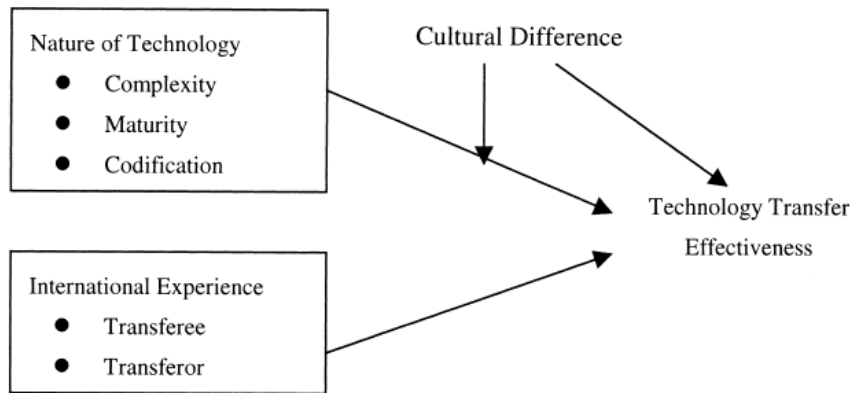 Nature of Technology
● Complexity
● Maturity
● Codification
Cultural Difference
Technology Transfer
Effectiveness
International Experience
● Transferee
● Transferor